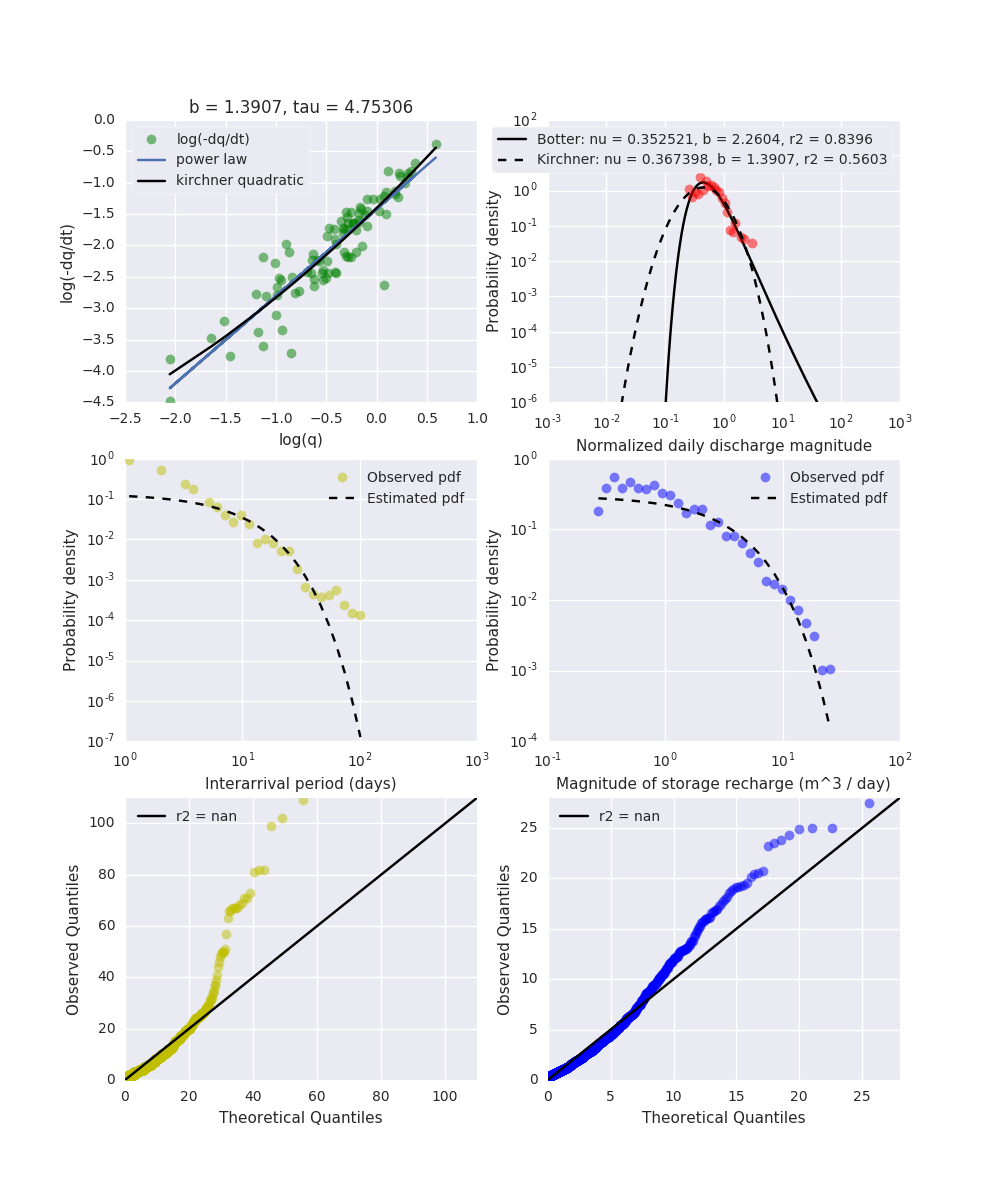 b = 1.3907, tau = 4.75306
0.0
−0.5
−1.0
−1.5
−2.0
−2.5
−3.0
−3.5
−4.0
−4.5
log(-dq/dt)
log(-dq/dt)
power law
kirchner quadratic
−2.5 −2.0 −1.5 −1.0 −0.5 0.0 0.5 1.0
log(q)
10^2
10^0
10^-1
10^-2
10^-3
10^-4
10^-5
10^-6
Probability density
Botter: nu = 0.352521, b = 2.2604, r2 = 0.8396
Kirchner: nu = 0.367398, b = 1.3907, r2 = 0.5603
10^-3 10^-2 10^-1 10^0 10^1 10^2 10^3
Normalized daily discharge magnitude
10^0
10^-1
10^-2
10^-3
10^-4
10^-5
10^-6
10^-7
Probability density
Observed pdf
Estimated pdf
10^0 10^1 10^2 10^3
Interarrival period (days)
10^0
10^-1
10^-2
10^-3
10^-4
Probability density
Observed pdf
Estimated pdf
10^-1 10^0 10^1 10^2
Magnitude of storage recharge (m^3 / day)
100
80
60
40
20
0
Observed Quantiles
r2 = nan
0 20 40 60 80 100
Theoretical Quantiles
25
20
15
10
5
0
Observed Quantiles
r2 = nan
0 5 10 15 20 25
Theoretical Quantiles